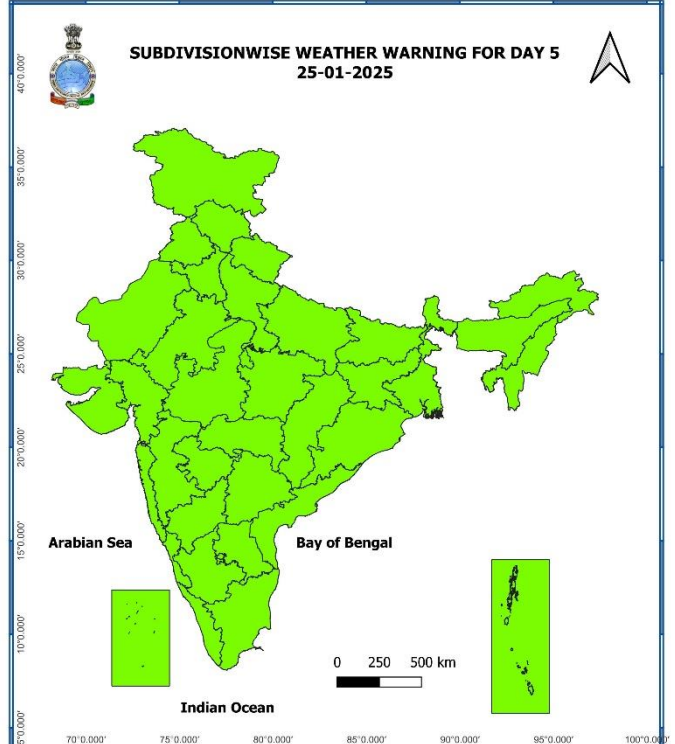 SUBDIVISIONWISE WEATHER WARNING FOR DAY 5
25-01-2025
40°0.000'
35°0.000'
30°0.000'
25°0.000'
20°0.000'
15°0.000'
10°0.000'
5°0.000'
Arabian Sea
Bay of Bengal
0 250 500 km
Indian Ocean
70°0.000' 75°0.000' 80°0.000' 85°0.000' 90°0.000' 95°0.000' 100°0.000'